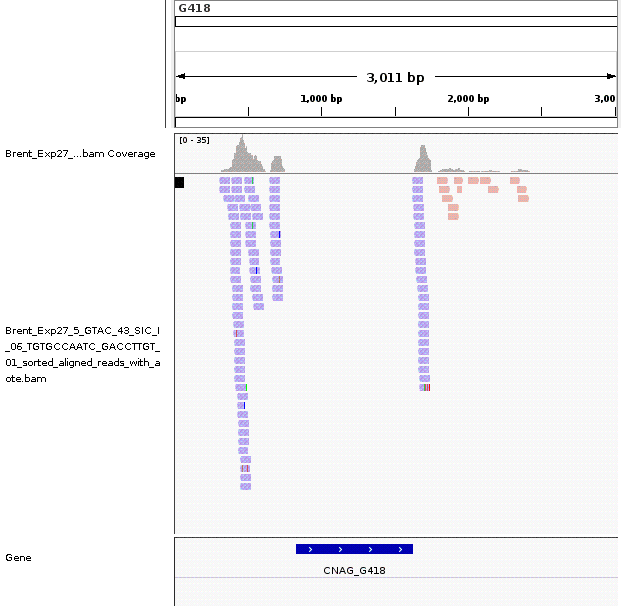 G418
3,011 bp
bp 1,000 bp 2,000 bp 3,00
[0 - 35]
Brent_Exp27_...bam Coverage
Brent_Exp27_5_GTAC_43_SIC_I
_06_TGTGCCAATC_GACCTTGT_
01_sorted_aligned_reads_with_a
ote.bam
Gene
CNAG_G418